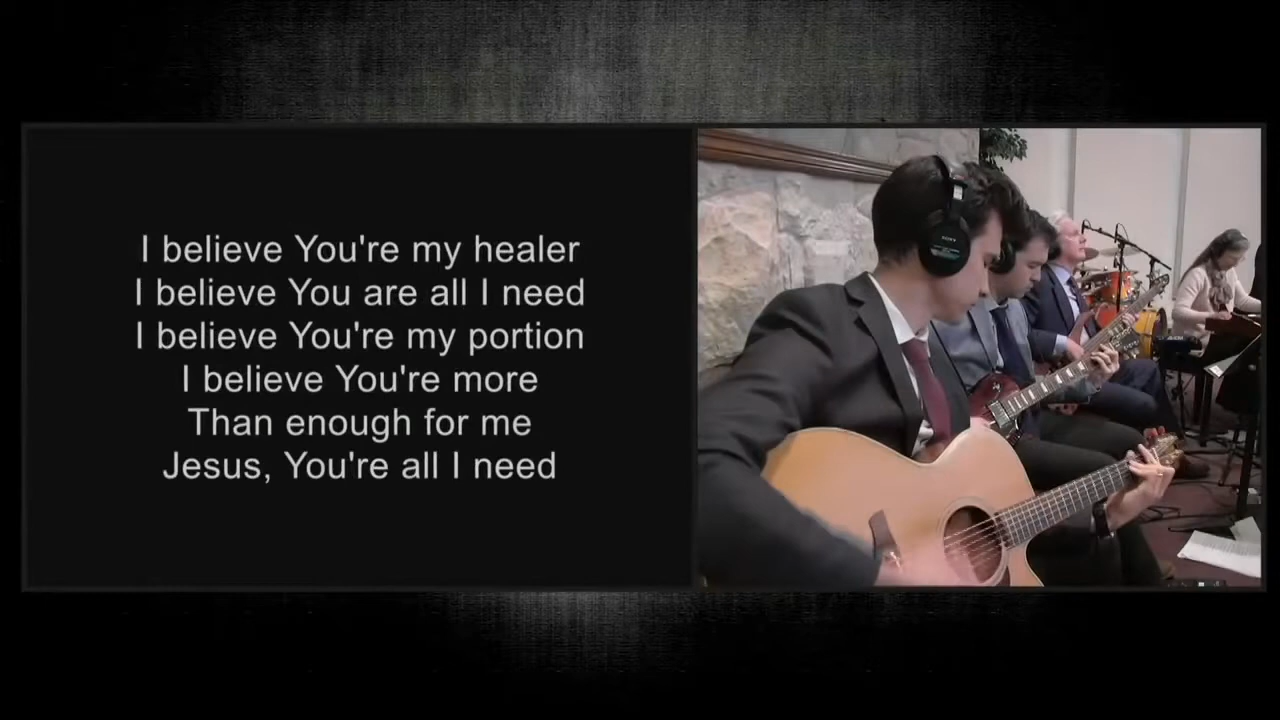 I believe You're my healer
I believe You are all I need
I believe You're my portion
I believe You're more
Than enough for me
Jesus, You're all I need
SONY